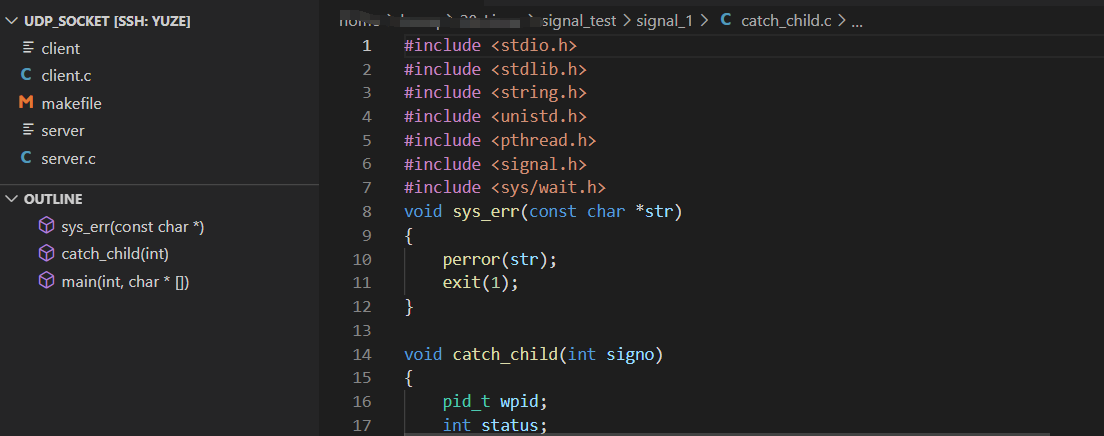 UDP_SOCKET [SSH: YUZE]
client
C client.c
M makefile
server
C server.c
OUTLINE
sys_err(const char *)
catch_child(int)
main(int, char * [])
signal_test > signal_1 > C catch_child.c > ...
1 #include <stdio.h>
2 #include <stdlib.h>
3 #include <string.h>
4 #include <unistd.h>
5 #include <pthread.h>
6 #include <signal.h>
7 #include <sys/wait.h>
8 void sys_err(const char *str)
9 {
10 perror(str);
11 exit(1);
12 }
13
14 void catch_child(int signo)
15 {
16 pid_t wpid;
17 int status;